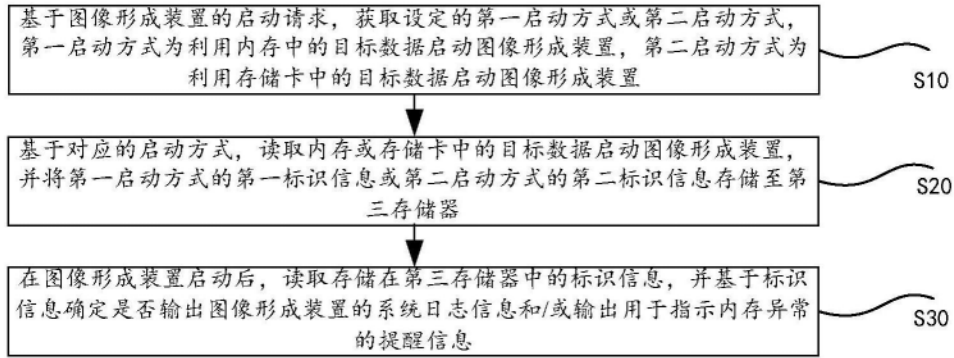 基于图像形成装置的启动请求，获取设定的第一启动方式或第二启动方式，
第一启动方式为利用内存中的目标数据启动图像形成装置，第二启动方式为
利用存储卡中的目标数据启动图像形成装置
S10
基于对应的启动方式，读取内存或存储卡中的目标数据启动图像形成装置，
并将第一启动方式的第一标识信息或第二启动方式的第二标识信息存储至第
三存储器
S20
在图像形成装置启动后，读取存储在第三存储器中的标识信息，并基于标识
信息确定是否输出图像形成装置的系统日志信息和/或输出用于指示内存异常
的提醒信息
S30